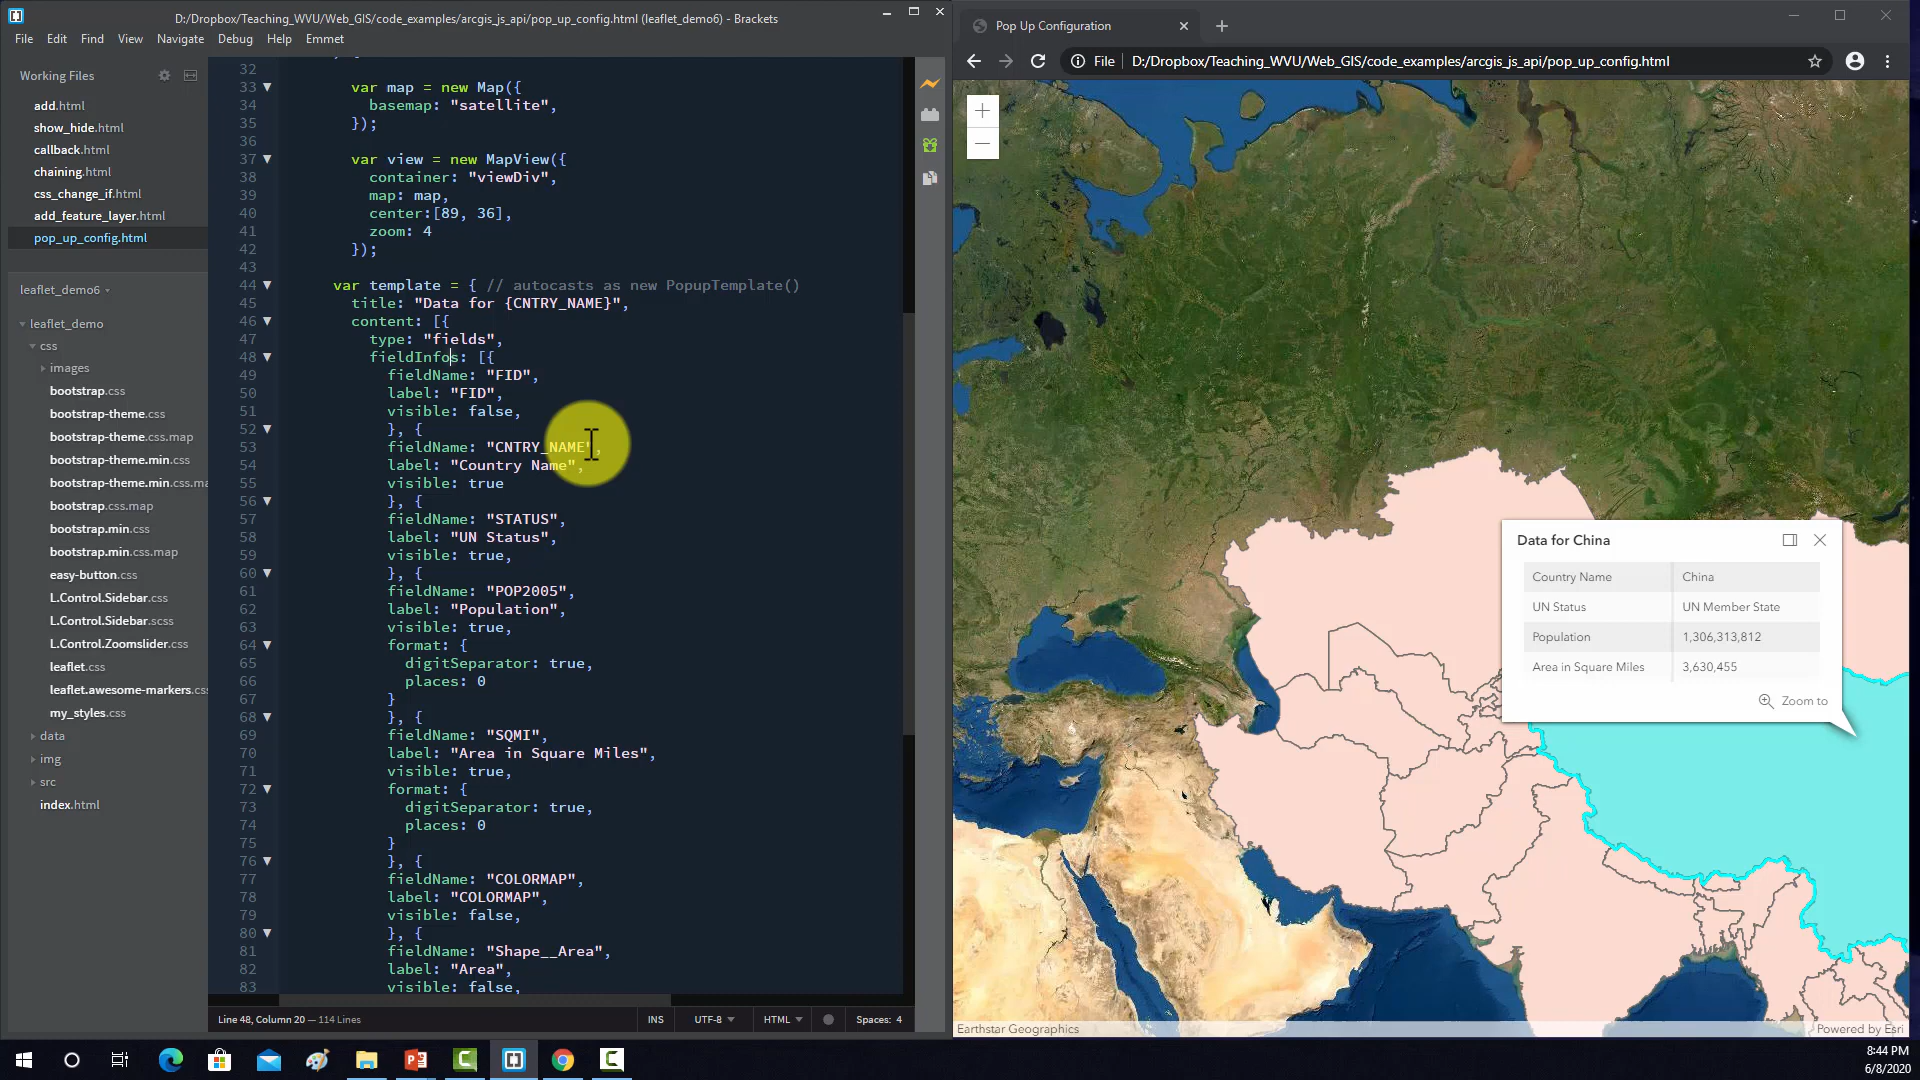 D:/Dropbox/Teaching_WVU/Web_GIS/code_examples/arcgis_js_api/pop_up_config.html (leaflet_demo6) - Brackets
File Edit Find View Navigate Debug Help Emmet
Working Files
add.html
show_hide.html
callback.html
chaining.html
css_change_if.html
add_feature_layer.html
pop_up_config.html
leaflet_demo6
leaflet_demo
css
images
bootstrap.css
bootstrap-theme.css
bootstrap-theme.css.map
bootstrap-theme.min.css
bootstrap-theme.min.css.ma
bootstrap.css.map
bootstrap.min.css
bootstrap.min.css.map
easy-button.css
L.Control.Sidebar.css
L.Control.Sidebar.scss
L.Control.Zoomslider.css
leaflet.css
leaflet.awesome-markers.cs
my_styles.css
data
img
src
index.html
32
33 var map = new Map({
34 basemap: "satellite",
35 });
36
37 var view = new MapView({
38 container: "viewDiv",
39 map: map,
40 center:[89, 36],
41 zoom: 4
42 });
43
44 var template = { // autocasts as new PopupTemplate()
45 title: "Data for {CNTRY_NAME}",
46 content: [{
47 type: "fields",
48 fieldInfos: [{
49 fieldName: "FID",
50 label: "FID",
51 visible: false,
52 }, {
53 fieldName: "CNTRY_NAME",
54 label: "Country Name",
55 visible: true
56 }, {
57 fieldName: "STATUS",
58 label: "UN Status",
59 visible: true,
60 }, {
61 fieldName: "POP2005",
62 label: "Population",
63 visible: true,
64 format: {
65 digitSeparator: true,
66 places: 0
67 }
68 }, {
69 fieldName: "SQMI",
70 label: "Area in Square Miles",
71 visible: true,
72 format: {
73 digitSeparator: true,
74 places: 0
75 }
76 }, {
77 fieldName: "COLORMAP",
78 label: "COLORMAP",
79 visible: false,
80 }, {
81 fieldName: "Shape__Area",
82 label: "Area",
83 visible: false,
Line 48, Column 20 — 114 Lines
INS UTF-8 HTML Spaces: 4
Pop Up Configuration
File D:/Dropbox/Teaching_WVU/Web_GIS/code_examples/arcgis_js_api/pop_up_config.html
Data for China
Country Name China
UN Status UN Member State
Population 1,306,313,812
Area in Square Miles 3,630,455
Zoom to
Earthstar Geographics
Powered by Esri
8:44 PM
6/8/2020